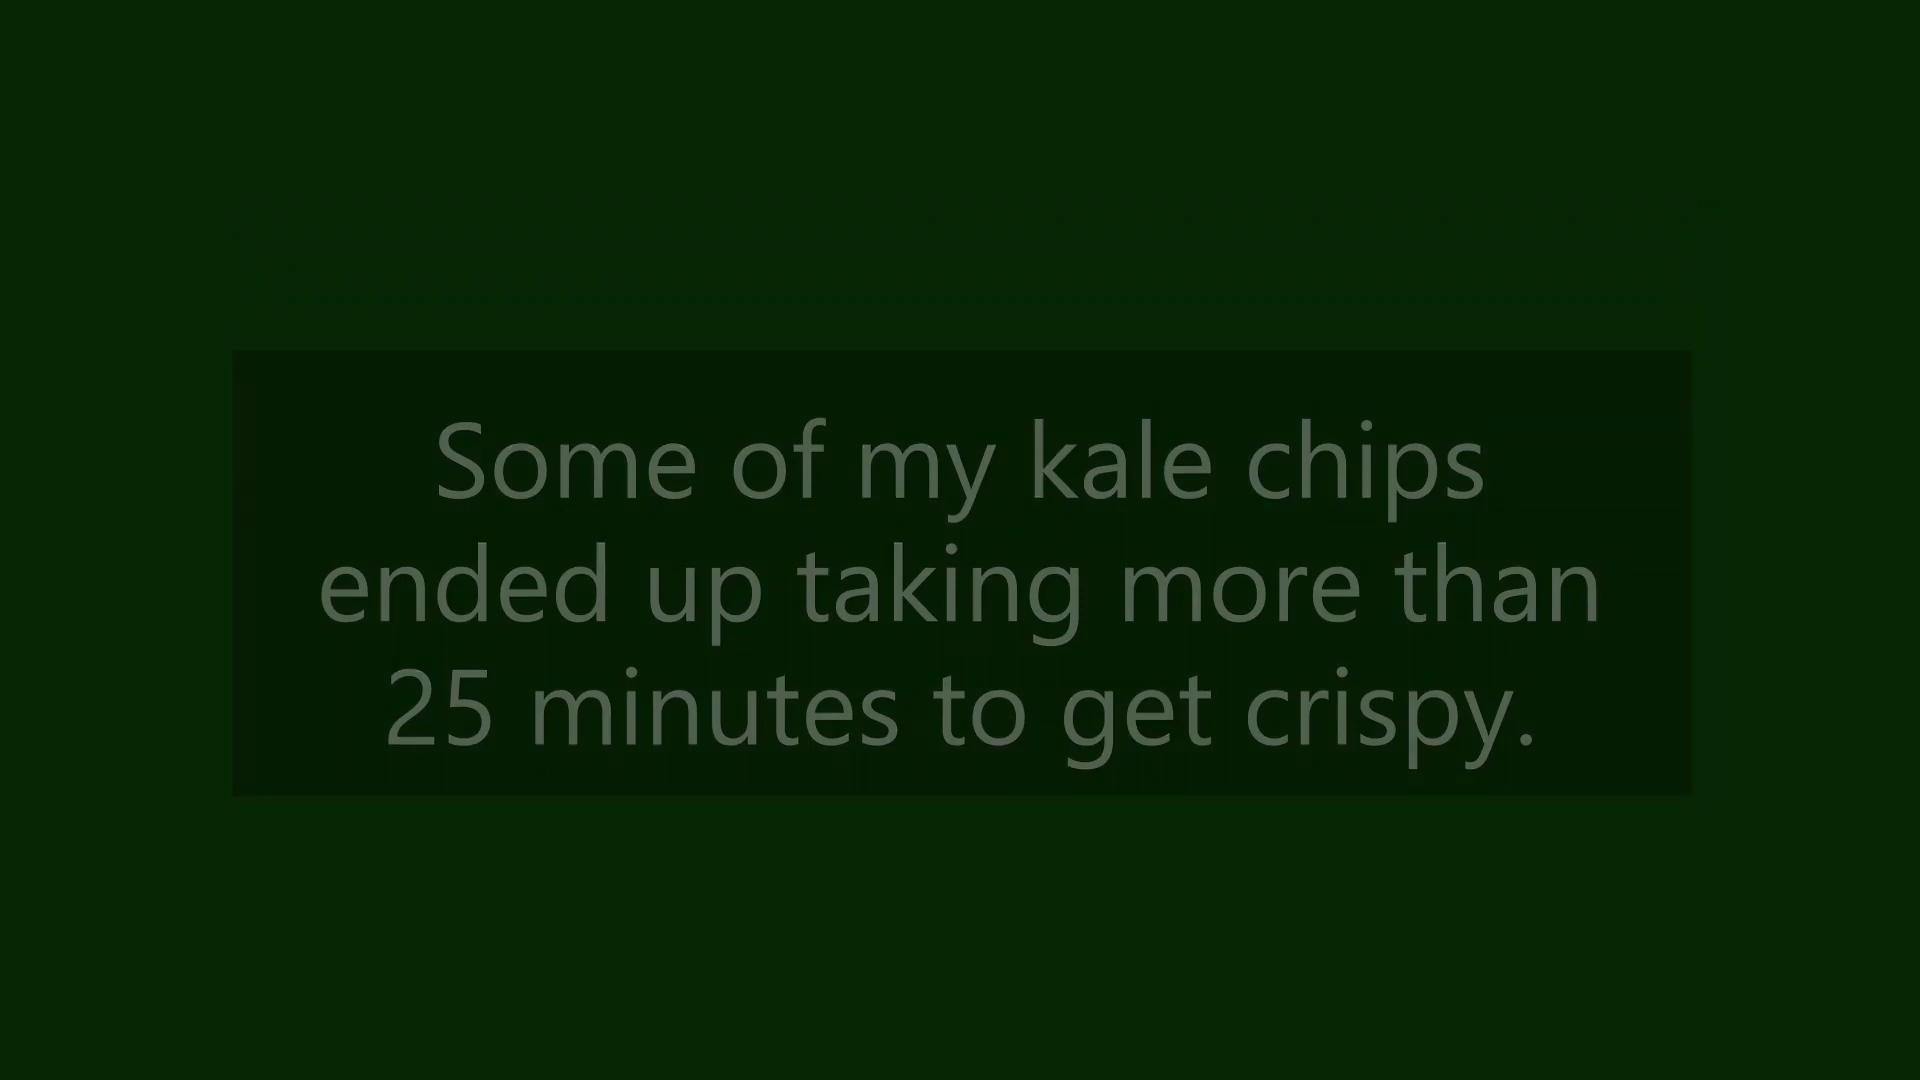 Some of my kale chips
ended up taking more than
25 minutes to get crispy.